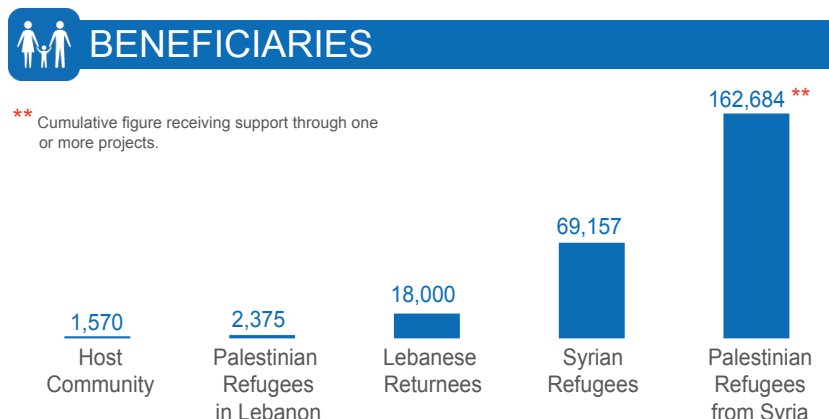 BENEFICIARIES
** Cumulative figure receiving support through one
or more projects.
162,684 **
69,157
18,000
2,375
1,570
Host
Community
Palestinian
Refugees
in Lebanon
Lebanese
Returnees
Syrian
Refugees
Palestinian
Refugees
from Syria